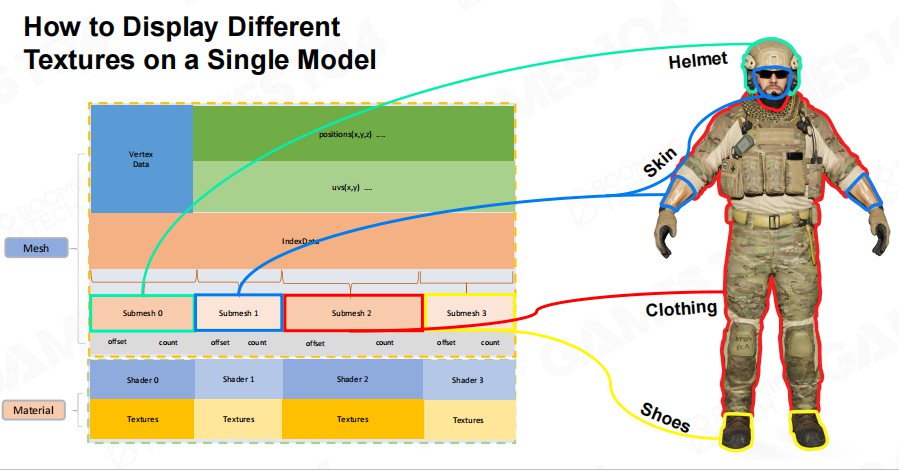 How to Display Different
Textures on a Single Model
Helmet
Skin
Clothing
Shoes
Mesh
Vertex
Data
positions(x,y,z) ....
uvs(x,y) ....
IndexData
Submesh 0
Submesh 1
Submesh 2
Submesh 3
offset count
offset count
offset count
offset count
Material
Shader 0
Shader 1
Shader 2
Shader 3
Textures
Textures
Textures
Textures